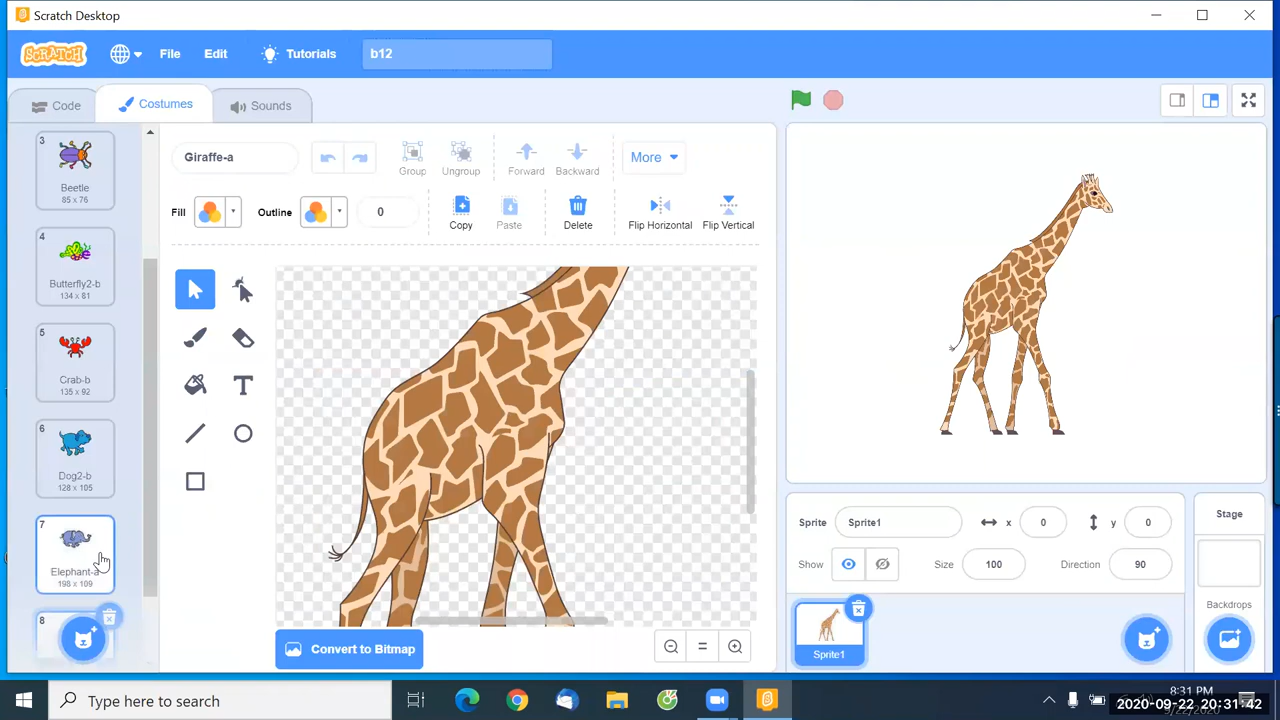 Scratch Desktop
SCRATCH File Edit Tutorials b12
Code Costumes Sounds
3
Beetle
85 x 76
4
Butterfly2-b
134 x 81
5
Crab-b
135 x 92
6
Dog2-b
128 x 105
7
Elephant-a
198 x 109
8
Giraffe-a
Group Ungroup Forward Backward More
Fill Outline 0 Copy Paste Delete Flip Horizontal Flip Vertical
T
Convert to Bitmap
Sprite Sprite1 x 0 y 0
Show Size 100 Direction 90
Sprite1
Stage
Backdrops
Type here to search
8:31 PM
2020-09-22 20:31:42